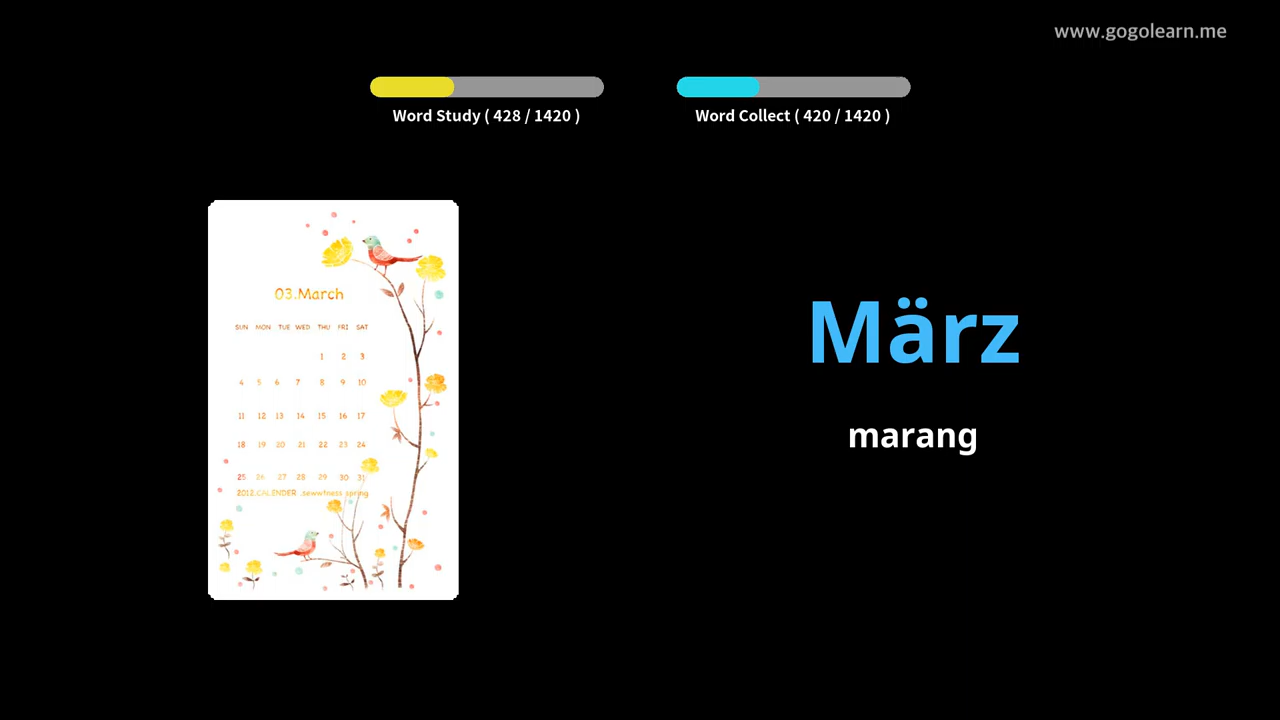 www.gogolearn.me
Word Study ( 428 / 1420 )
Word Collect ( 420 / 1420 )
03.March
SUN MON TUE WED THU FRI SAT
1 2 3
4 5 6 7 8 9 10
11 12 13 14 15 16 17
18 19 20 21 22 23 24
25 26 27 28 29 30 31
2012.CALENDER .sewwtness spring
März
marang